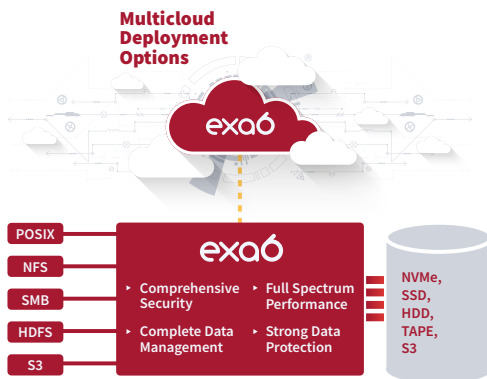 Multicloud
Deployment
Options
exa6
POSIX
NFS
SMB
HDFS
S3
exa6
▸ Comprehensive
Security
▸ Complete Data
Management
▸ Full Spectrum
Performance
▸ Strong Data
Protection
NVMe,
SSD,
HDD,
TAPE,
S3